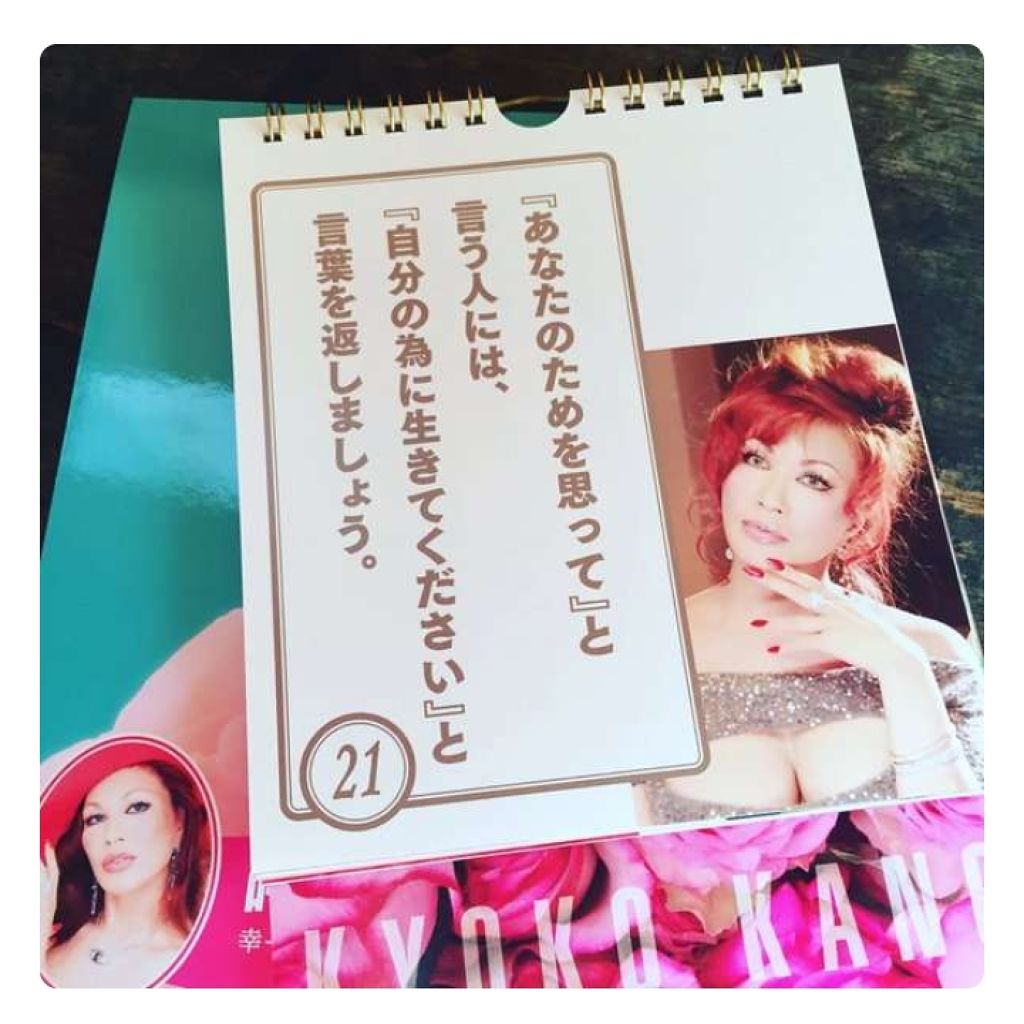 『あなたのためを思って』と
言う人には、
『自分の為に生きてください』と
言葉を返しましょう。
21
幸
KYOKO KAN